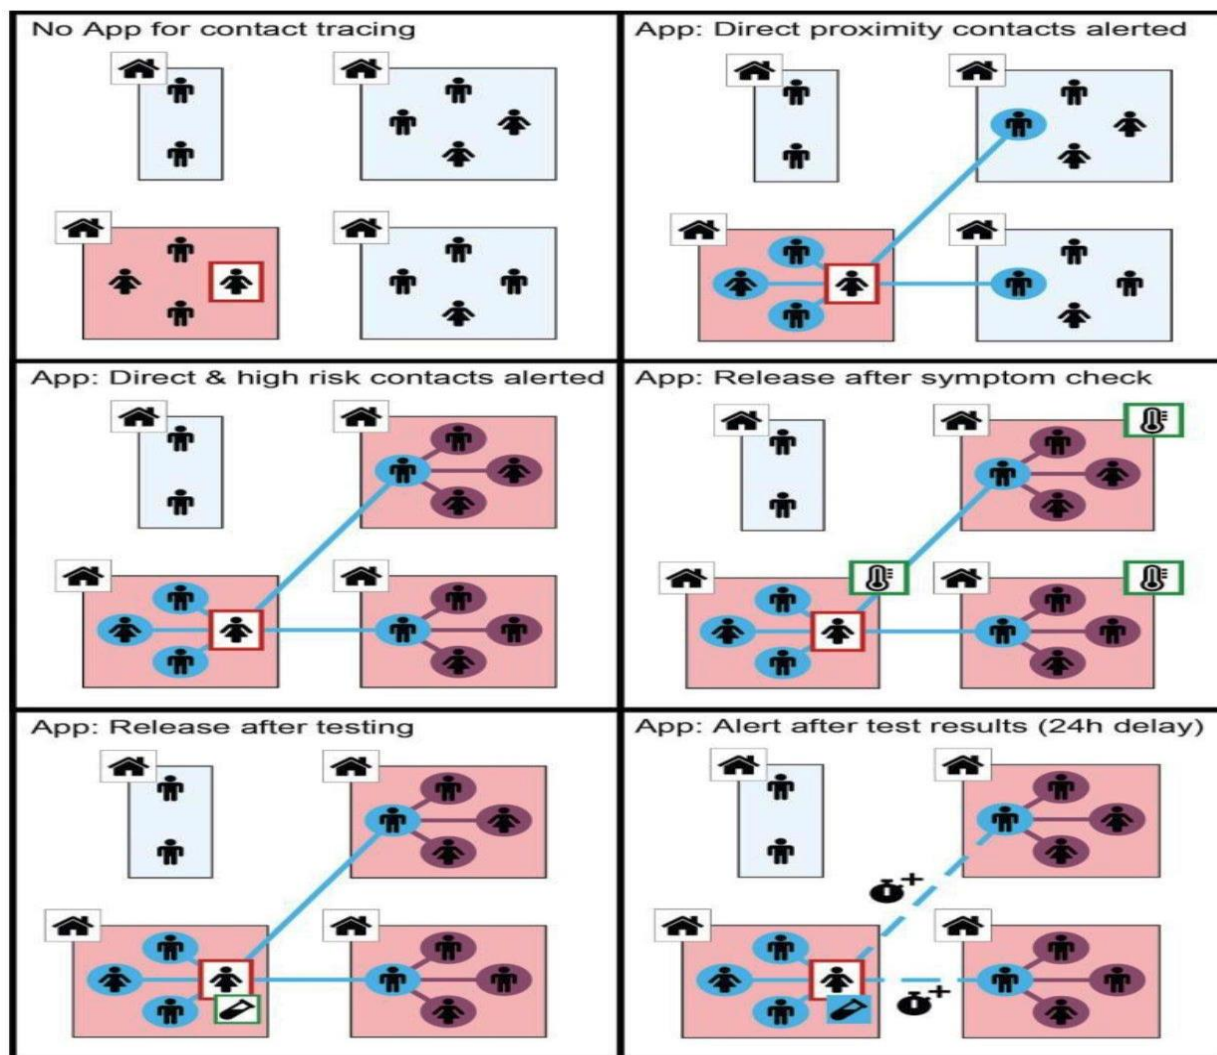 No App for contact tracing
App: Direct proximity contacts alerted
App: Direct & high risk contacts alerted
App: Release after symptom check
App: Release after testing
App: Alert after test results (24h delay)